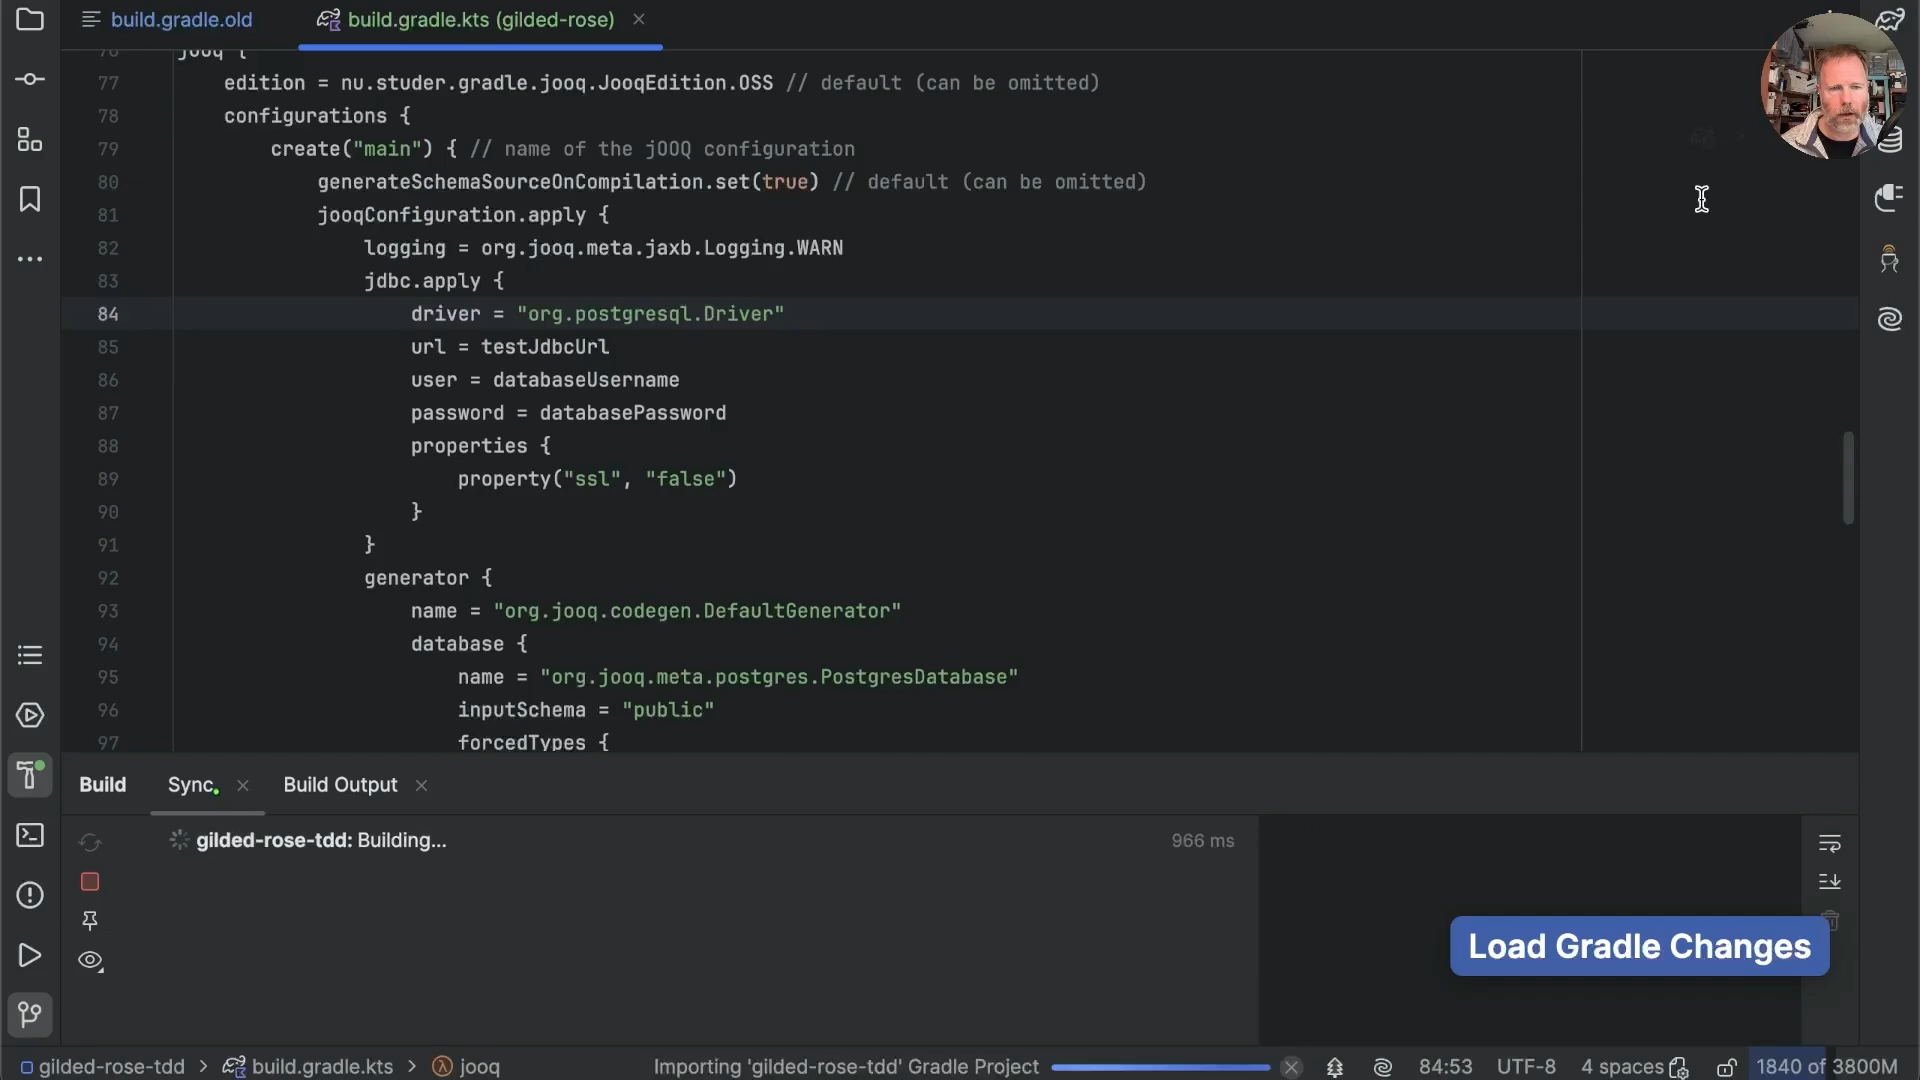 build.gradle.old
build.gradle.kts (gilded-rose)
76 jooq {
77 edition = nu.studer.gradle.jooq.JooqEdition.OSS // default (can be omitted)
78 configurations {
79 create("main") { // name of the jOOQ configuration
80 generateSchemaSourceOnCompilation.set(true) // default (can be omitted)
81 jooqConfiguration.apply {
82 logging = org.jooq.meta.jaxb.Logging.WARN
83 jdbc.apply {
84 driver = "org.postgresql.Driver"
85 url = testJdbcUrl
86 user = databaseUsername
87 password = databasePassword
88 properties {
89 property("ssl", "false")
90 }
91 }
92 generator {
93 name = "org.jooq.codegen.DefaultGenerator"
94 database {
95 name = "org.jooq.meta.postgres.PostgresDatabase"
96 inputSchema = "public"
97 forcedTypes {
Build Sync Build Output
gilded-rose-tdd: Building... 966 ms
Load Gradle Changes
gilded-rose-tdd > build.gradle.kts > jooq Importing 'gilded-rose-tdd' Gradle Project 84:53 UTF-8 4 spaces 1840 of 3800M